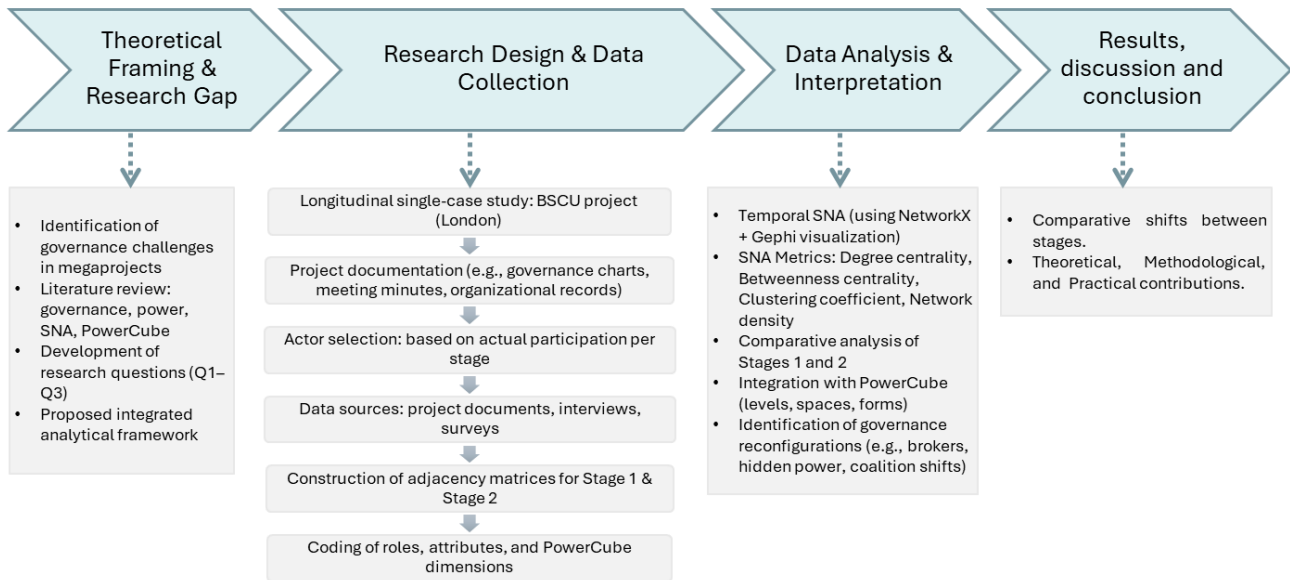 Theoretical
Framing &
Research Gap
Research Design & Data
Collection
Data Analysis &
Interpretation
Results,
discussion and
conclusion
• Identification of
governance challenges
in megaprojects
• Literature review:
governance, power,
SNA, PowerCube
• Development of
research questions (Q1–
Q3)
• Proposed integrated
analytical framework
Longitudinal single-case study: BSCU project
(London)
Project documentation (e.g., governance charts,
meeting minutes, organizational records)
Actor selection: based on actual participation per
stage
Data sources: project documents, interviews,
surveys
Construction of adjacency matrices for Stage 1 &
Stage 2
Coding of roles, attributes, and PowerCube
dimensions
• Temporal SNA (using NetworkX
+ Gephi visualization)
• SNA Metrics: Degree centrality,
Betweenness centrality,
Clustering coefficient, Network
density
• Comparative analysis of
Stages 1 and 2
• Integration with PowerCube
(levels, spaces, forms)
• Identification of governance
reconfigurations (e.g., brokers,
hidden power, coalition shifts)
• Comparative shifts between
stages.
• Theoretical, Methodological,
and Practical contributions.